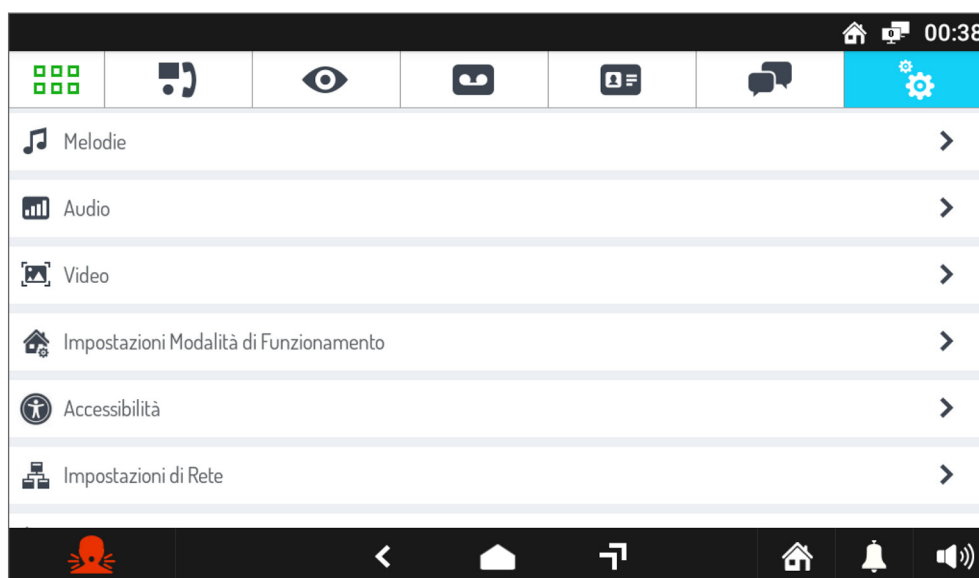 00:38
Melodie
Audio
Video
Impostazioni Modalità di Funzionamento
Accessibilità
Impostazioni di Rete